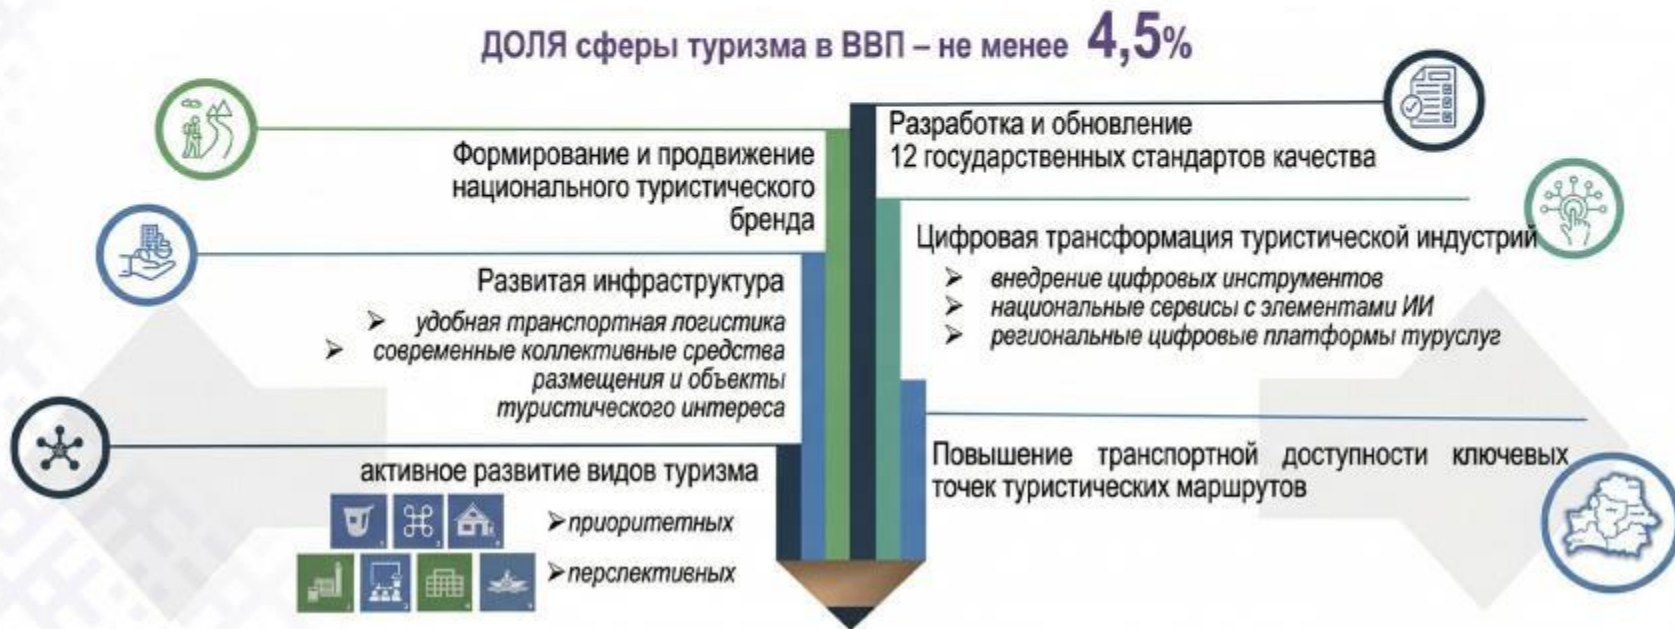 ДОЛЯ сферы туризма в ВВП – не менее 4,5%
Формирование и продвижение
национального туристического
бренда
Развитая инфраструктура
➢ удобная транспортная логистика
➢ современные коллективные средства
размещения и объекты
туристического интереса
активное развитие видов туризма
➢ приоритетных
➢ перспективных
Разработка и обновление
12 государственных стандартов качества
Цифровая трансформация туристической индустрий
➢ внедрение цифровых инструментов
➢ национальные сервисы с элементами ИИ
➢ региональные цифровые платформы туруслуг
Повышение транспортной доступности ключевых
точек туристических маршрутов